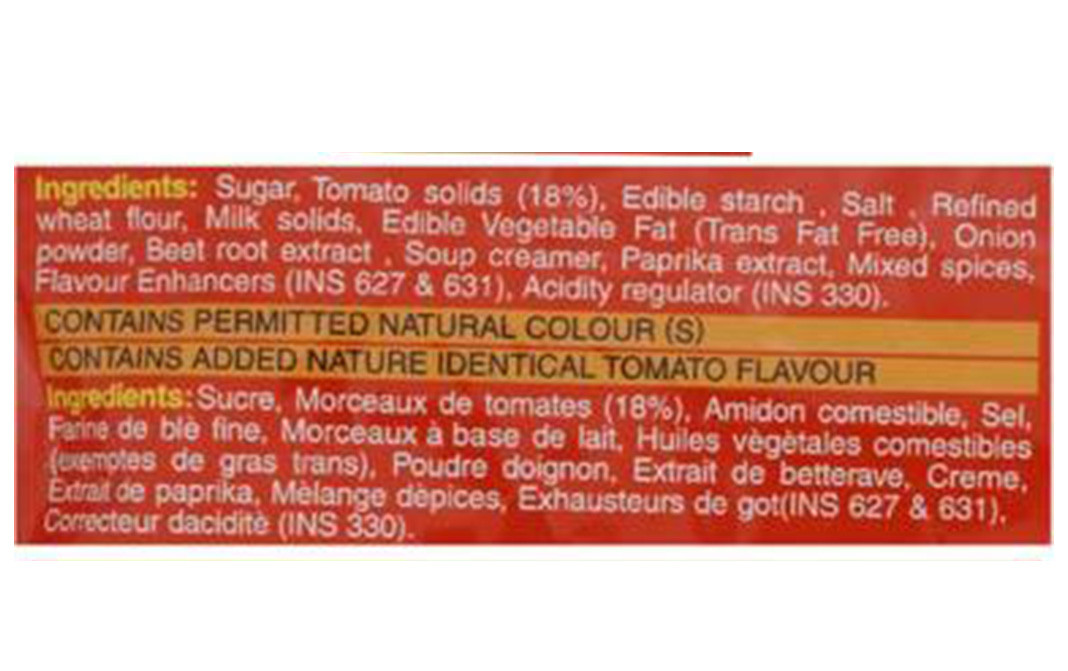 Ingredients: Sugar, Tomato solids (18%), Edible starch , Salt , Refined
wheat flour, Milk solids, Edible Vegetable Fat (Trans Fat Free), Onion
powder, Beet root extract , Soup creamer, Paprika extract, Mixed spices,
Flavour Enhancers (INS 627 & 631), Acidity regulator (INS 330).
CONTAINS PERMITTED NATURAL COLOUR (S)
CONTAINS ADDED NATURE IDENTICAL TOMATO FLAVOUR
Ingredients: Sucre, Morceaux de tomates (18%), Amidon comestible, Sel,
Farine de blè fine, Morceaux à base de lait, Huiles vègètales comestibles
(exemptes de gras trans), Poudre doignon, Extrait de betterave, Creme,
Extrait de paprika, Mèlange dèpices, Exhausteurs de got(INS 627 & 631),
Correcteur daciditè (INS 330).